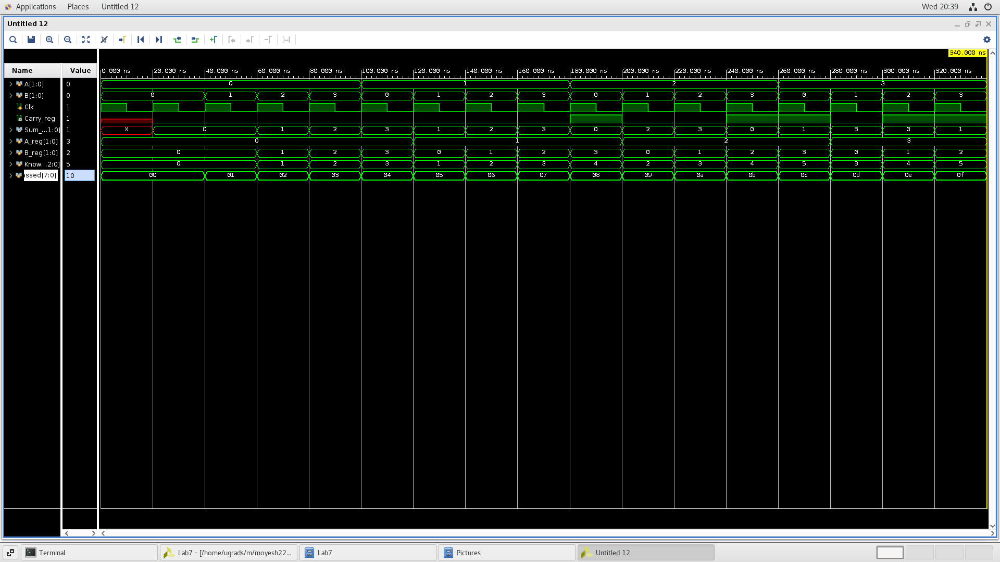 Applications Places Untitled 12 Wed 20:39
Untitled 12
340.000 ns
Name Value 0.000 ns 20.000 ns 40.000 ns 60.000 ns 80.000 ns 100.000 ns 120.000 ns 140.000 ns 160.000 ns 180.000 ns 200.000 ns 220.000 ns 240.000 ns 260.000 ns 280.000 ns 300.000 ns 320.000 ns
A[1:0] 0 0 1 2 3
B[1:0] 0 0 1 2 3 0 1 2 3 0 1 2 3 0 1 2 3
Clk 1
Carry_reg 1
Sum_...1:0] 1 X 0 1 2 3 1 2 3 0 2 3 0 1 3 0 1
A_reg[1:0] 3 0 1 2 3
B_reg[1:0] 2 0 1 2 3 0 1 2 3 0 1 2 3 0 1 2
Know...2:0] 5 0 1 2 3 1 2 3 4 2 3 4 5 3 4 5
assed[7:0] 10 00 01 02 03 04 05 06 07 08 09 0a 0b 0c 0d 0e 0f
Terminal Lab7 - [/home/ugrads/m/moyesh22... Lab7 Pictures Untitled 12